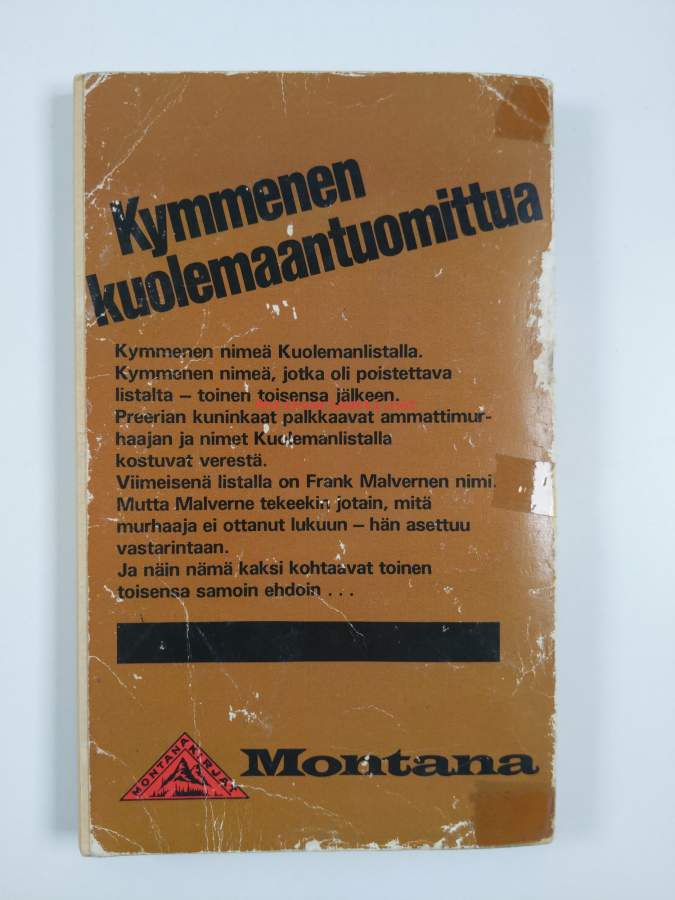 Kymmenen
kuolemaantuomittua
Kymmenen nimeä Kuolemanlistalla.
Kymmenen nimeä, jotka oli poistettava
listalta – toinen toisensa jälkeen.
Preerian kuninkaat palkkaavat ammattimur-
haajan ja nimet Kuolemanlistalla
kostuvat verestä.
Viimeisenä listalla on Frank Malvernen nimi.
Mutta Malverne tekeekin jotain, mitä
murhaaja ei ottanut lukuun – hän asettuu
vastarintaan.
Ja näin nämä kaksi kohtaavat toinen
toisensa samoin ehdoin . . .
MONTANAKIRJAT
Montana